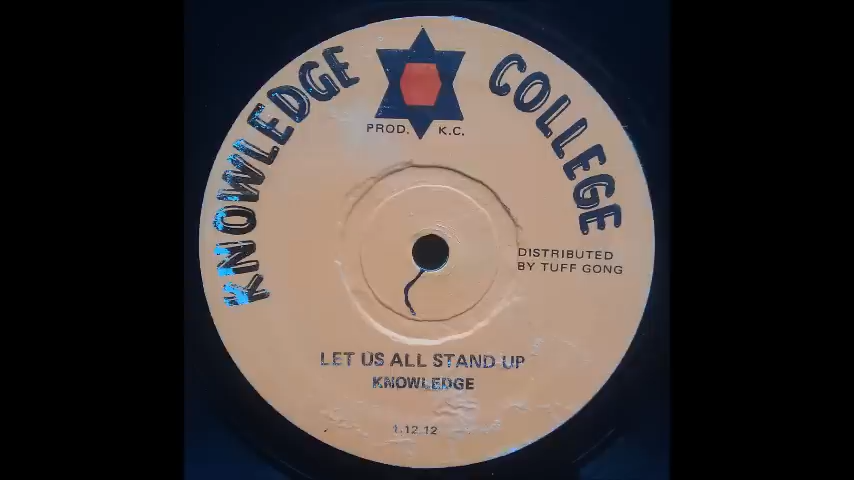 KNOWLEDGE COLLEGE
PROD. K.C.
DISTRIBUTED
BY TUFF GONG
LET US ALL STAND UP
KNOWLEDGE
1.12.12